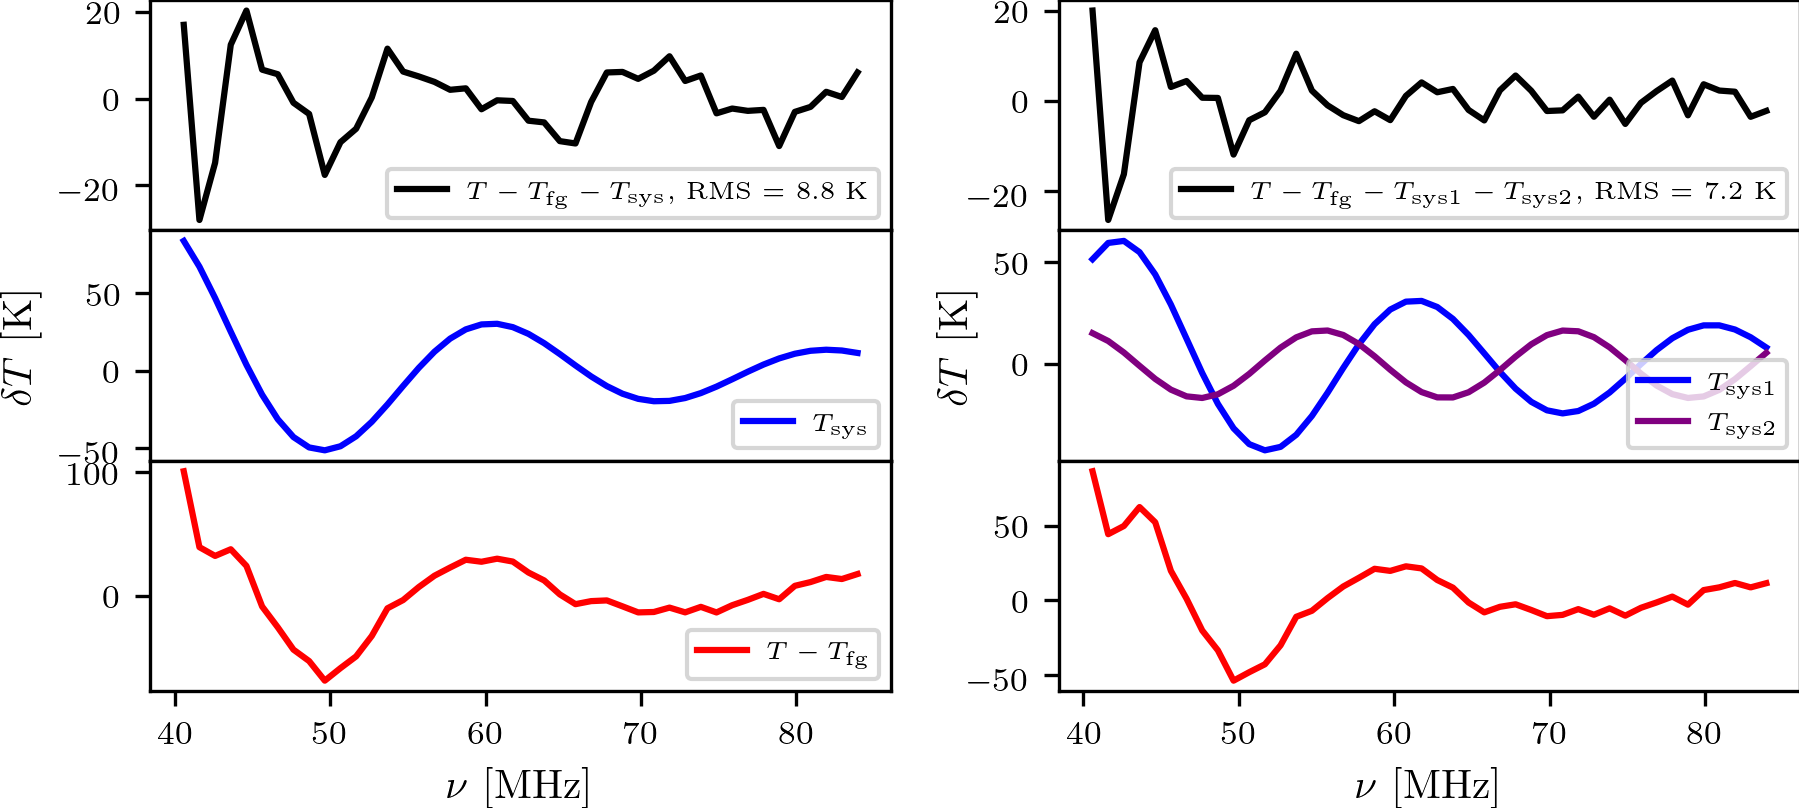 20
0
−20
T − Tfg − Tsys, RMS = 8.8 K
50
0
−50
Tsys
δT [K]
100
0
T − Tfg
40 50 60 70 80
ν [MHz]
20
0
−20
T − Tfg − Tsys1 − Tsys2, RMS = 7.2 K
50
0
Tsys1
Tsys2
δT [K]
50
0
−50
40 50 60 70 80
ν [MHz]